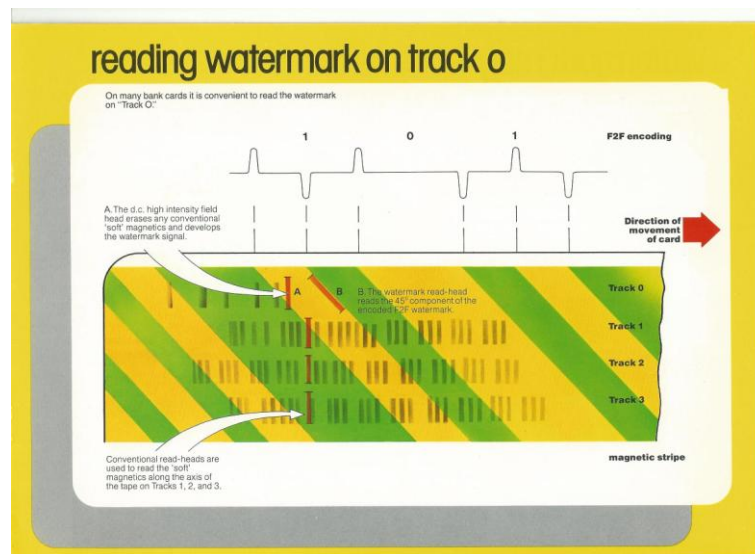 reading watermark on track o
On many bank cards it is convenient to read the watermark
on "Track O."
1 0 1 F2F encoding
A. The d.c. high intensity field
head erases any conventional
'soft' magnetics and develops
the watermark signal.
Direction of
movement
of card
A B
B. The watermark read-head
reads the 45° component of the
encoded F2F watermark.
Track 0
Track 1
Track 2
Track 3
Conventional read-heads are
used to read the 'soft'
magnetics along the axis of
the tape on Tracks 1, 2, and 3.
magnetic stripe